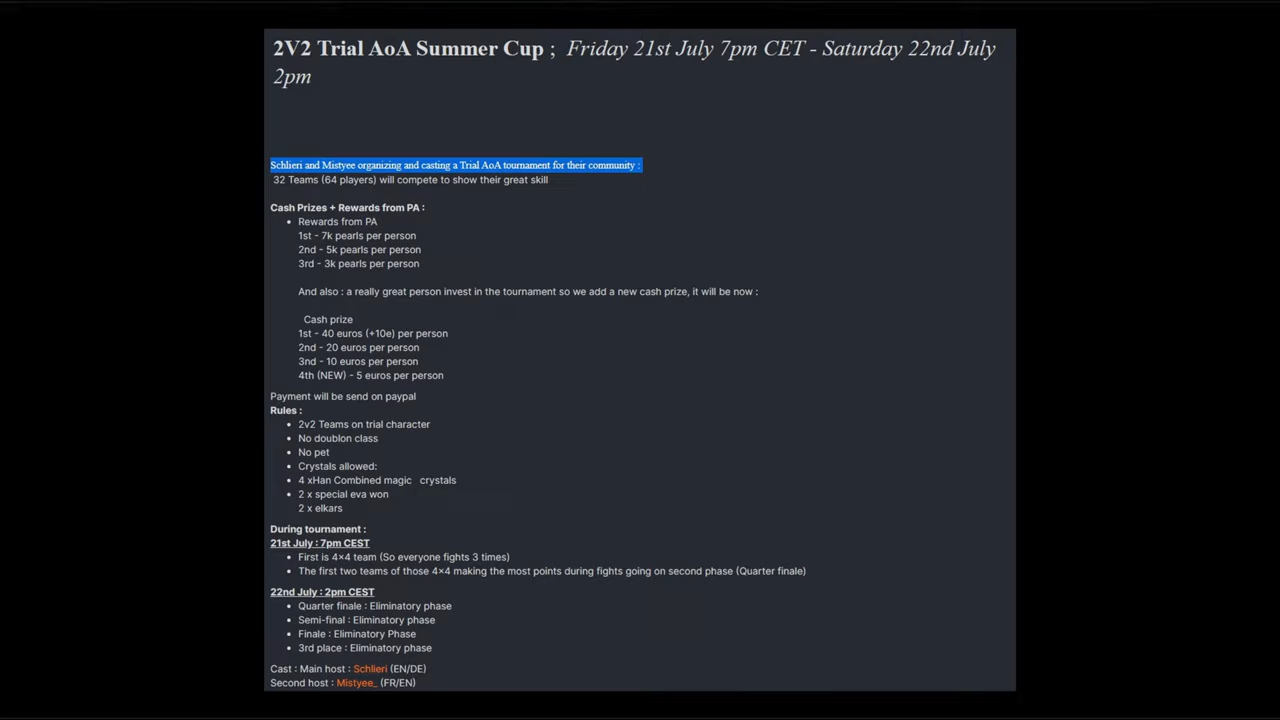 2V2 Trial AoA Summer Cup ; Friday 21st July 7pm CET - Saturday 22nd July
2pm
Schlieri and Mistyee organizing and casting a Trial AoA tournament for their community :
32 Teams (64 players) will compete to show their great skill
Cash Prizes + Rewards from PA :
• Rewards from PA
1st - 7k pearls per person
2nd - 5k pearls per person
3rd - 3k pearls per person
And also : a really great person invest in the tournament so we add a new cash prize, it will be now :
Cash prize
1st - 40 euros (+10e) per person
2nd - 20 euros per person
3nd - 10 euros per person
4th (NEW) - 5 euros per person
Payment will be send on paypal
Rules :
• 2v2 Teams on trial character
• No doublon class
• No pet
• Crystals allowed:
• 4 xHan Combined magic crystals
• 2 x special eva won
2 x elkars
During tournament :
21st July : 7pm CEST
• First is 4×4 team (So everyone fights 3 times)
• The first two teams of those 4×4 making the most points during fights going on second phase (Quarter finale)
22nd July : 2pm CEST
• Quarter finale : Eliminatory phase
• Semi-final : Eliminatory phase
• Finale : Eliminatory Phase
• 3rd place : Eliminatory phase
Cast : Main host : Schlieri (EN/DE)
Second host : Mistyee_ (FR/EN)